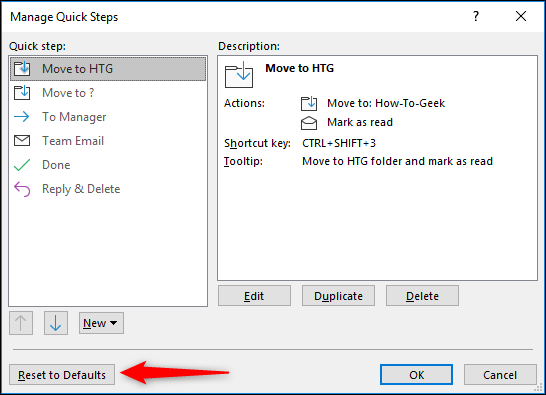 Manage Quick Steps
?
Quick step:
Move to HTG
Move to ?
To Manager
Team Email
Done
Reply & Delete
New
Description:
Move to HTG
Actions: Move to: How-To-Geek
Mark as read
Shortcut key: CTRL+SHIFT+3
Tooltip: Move to HTG folder and mark as read
Edit Duplicate Delete
Reset to Defaults OK Cancel